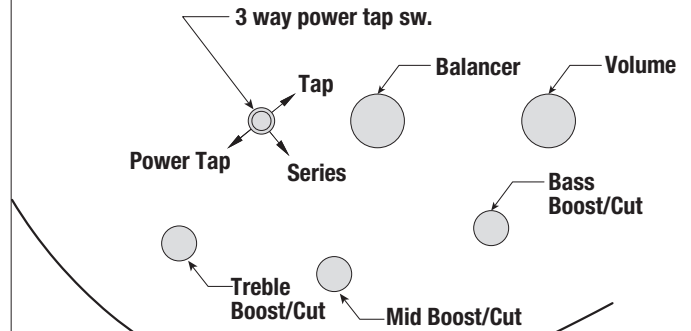 3 way power tap sw.
Tap
Balancer
Volume
Power Tap
Series
Bass
Boost/Cut
Treble
Boost/Cut
Mid Boost/Cut